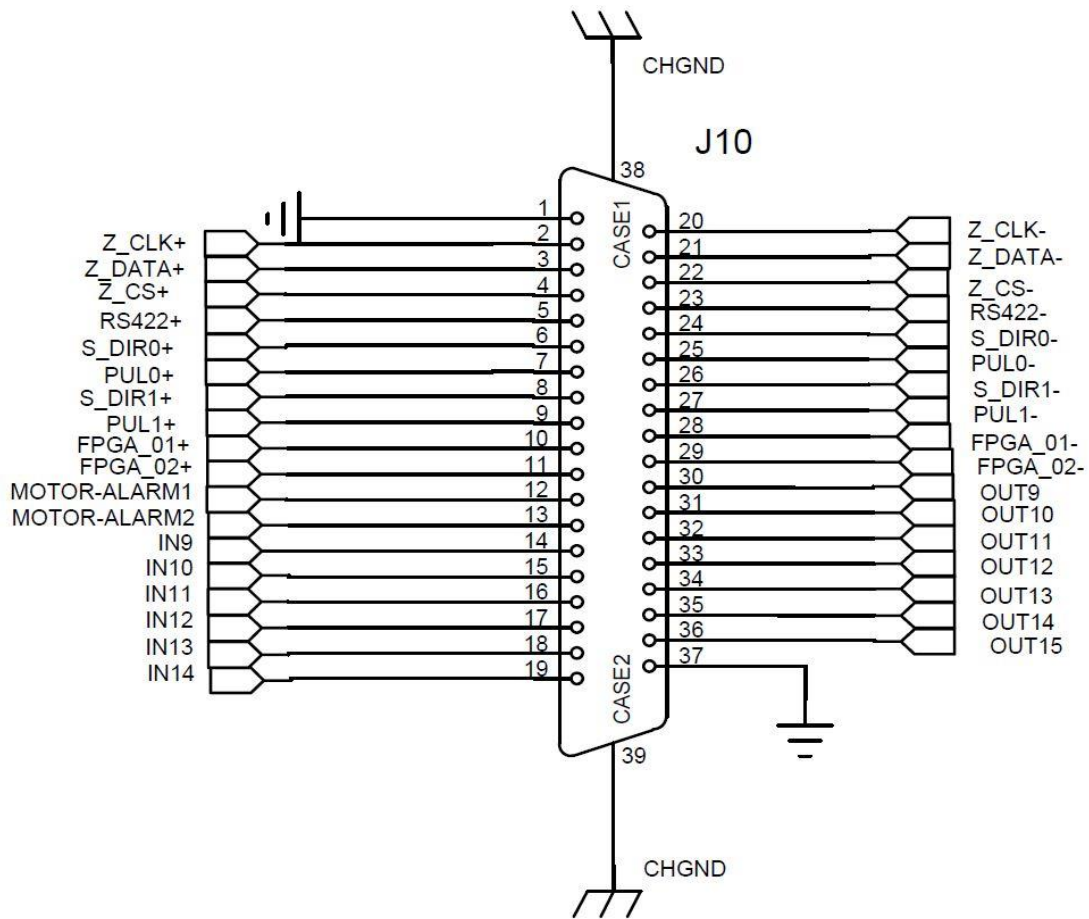 CHGND
J10
38
CASE1
1
Z_CLK+ 2
Z_DATA+ 3
Z_CS+ 4
RS422+ 5
S_DIR0+ 6
PUL0+ 7
S_DIR1+ 8
PUL1+ 9
FPGA_01+ 10
FPGA_02+ 11
MOTOR-ALARM1 12
MOTOR-ALARM2 13
IN9 14
IN10 15
IN11 16
IN12 17
IN13 18
IN14 19
20 Z_CLK-
21 Z_DATA-
22 Z_CS-
23 RS422-
24 S_DIR0-
25 PUL0-
26 S_DIR1-
27 PUL1-
28 FPGA_01-
29 FPGA_02-
30 OUT9
31 OUT10
32 OUT11
33 OUT12
34 OUT13
35 OUT14
36 OUT15
37
CASE2
39
CHGND